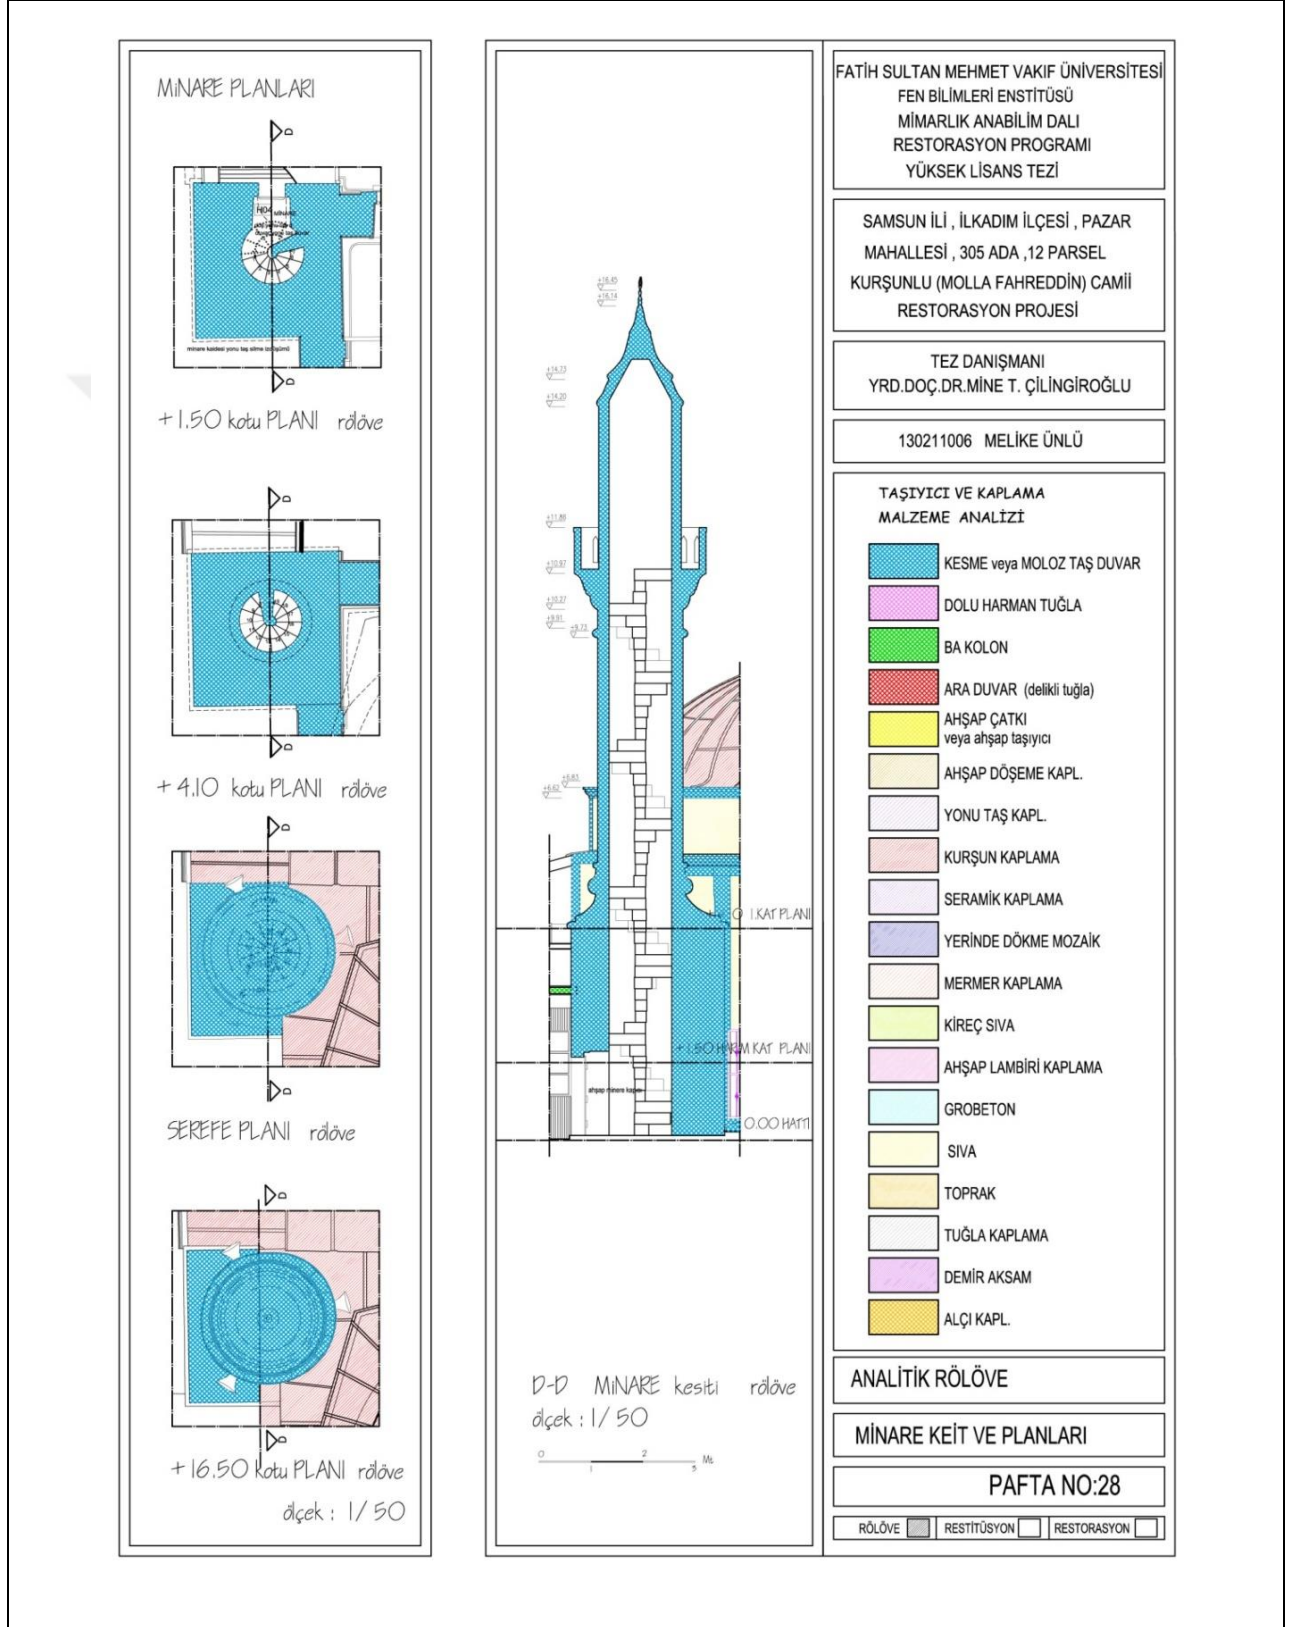 MİNARE PLANLARI
D
H04 MİNARE
minare kaidesi yonu taş silme izdüşümü
D
+1.50 kotu PLANI rölöve
D
D
+4.10 kotu PLANI rölöve
D
D
SEREFE PLANI rölöve
D
D
+16.50 kotu PLANI rölöve
ölçek : 1/50
+16.45
+16.14
+14.73
+14.20
+11.88
+10.97
+10.27
+9.91
+9.73
+6.83
+6.62
1.KAT PLANI
+1.50 HARİM KAT PLANI
ahşap minare kapısı
0.00 HATTI
D-D MİNARE kesiti rölöve
ölçek : 1/50
0 2 Mt.
1 3
FATİH SULTAN MEHMET VAKIF ÜNİVERSİTESİ
FEN BİLİMLERİ ENSTİTÜSÜ
MİMARLIK ANABİLİM DALI
RESTORASYON PROGRAMI
YÜKSEK LİSANS TEZİ
SAMSUN İLİ , İLKADIM İLÇESİ , PAZAR
MAHALLESİ , 305 ADA ,12 PARSEL
KURŞUNLU (MOLLA FAHREDDİN) CAMİİ
RESTORASYON PROJESİ
TEZ DANIŞMANI
YRD.DOÇ.DR.MİNE T. ÇİLİNGİROĞLU
130211006 MELİKE ÜNLÜ
TAŞIYICI VE KAPLAMA
MALZEME ANALİZİ
KESME veya MOLOZ TAŞ DUVAR
DOLU HARMAN TUĞLA
BA KOLON
ARA DUVAR (delikli tuğla)
AHŞAP ÇATKI
veya ahşap taşıyıcı
AHŞAP DÖŞEME KAPL.
YONU TAŞ KAPL.
KURŞUN KAPLAMA
SERAMİK KAPLAMA
YERİNDE DÖKME MOZAİK
MERMER KAPLAMA
KİREÇ SIVA
AHŞAP LAMBİRİ KAPLAMA
GROBETON
SIVA
TOPRAK
TUĞLA KAPLAMA
DEMİR AKSAM
ALÇI KAPL.
ANALİTİK RÖLÖVE
MİNARE KEİT VE PLANLARI
PAFTA NO:28
RÖLÖVE RESTİTÜSYON RESTORASYON